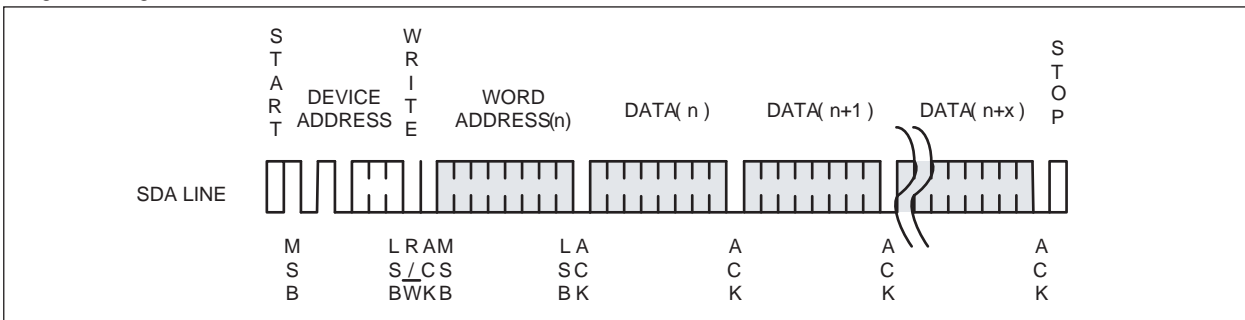 START
DEVICE
ADDRESS
WRITE
WORD
ADDRESS(n)
DATA( n )
DATA( n+1 )
DATA( n+x )
STOP
SDA LINE
MSB
LSB
R/W
ACK
MSB
LSB
ACK
ACK
ACK
ACK